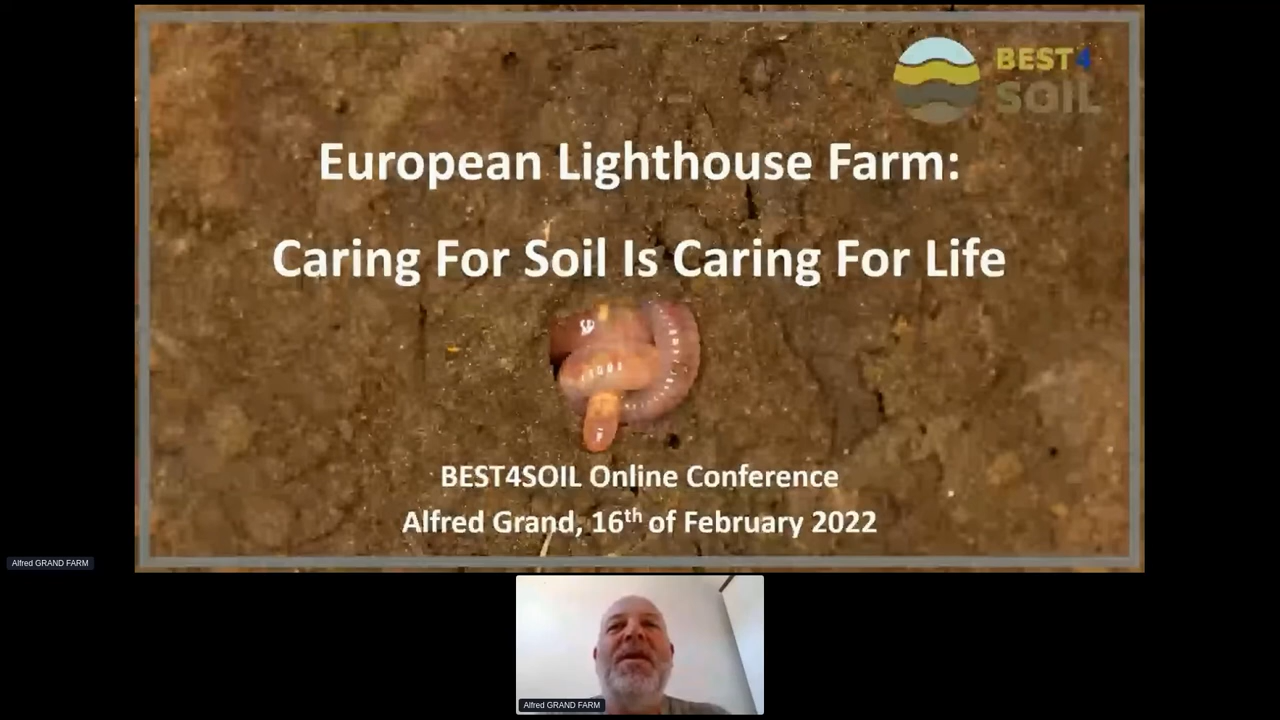 BEST4
SOIL
European Lighthouse Farm:
Caring For Soil Is Caring For Life
BEST4SOIL Online Conference
Alfred Grand, 16th of February 2022
Alfred GRAND FARM
Alfred GRAND FARM